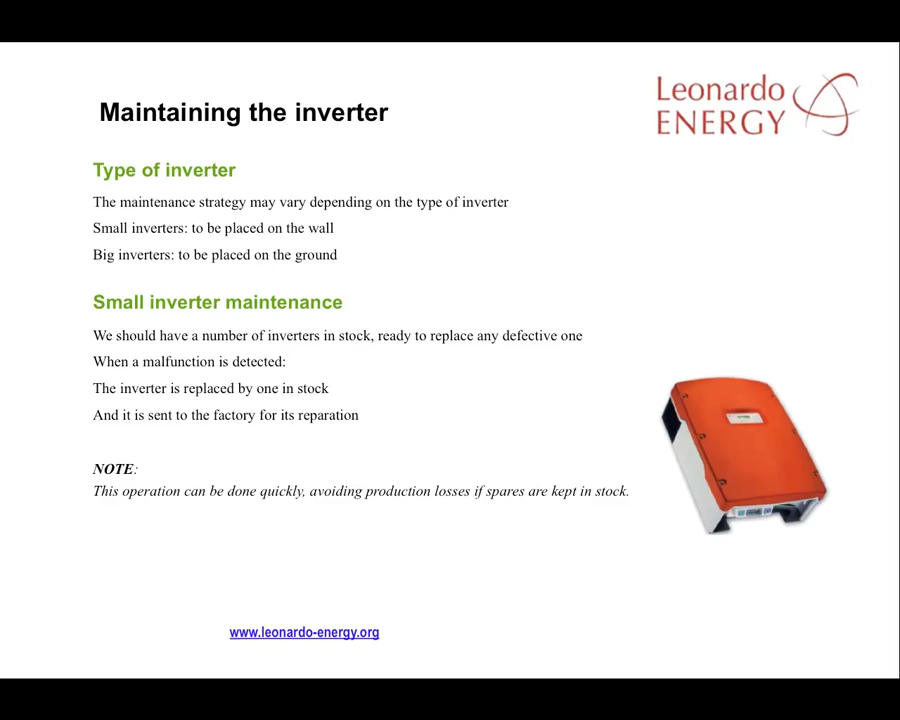 Leonardo
ENERGY
Maintaining the inverter
Type of inverter
The maintenance strategy may vary depending on the type of inverter
Small inverters: to be placed on the wall
Big inverters: to be placed on the ground
Small inverter maintenance
We should have a number of inverters in stock, ready to replace any defective one
When a malfunction is detected:
The inverter is replaced by one in stock
And it is sent to the factory for its reparation
NOTE:
This operation can be done quickly, avoiding production losses if spares are kept in stock.
www.leonardo-energy.org